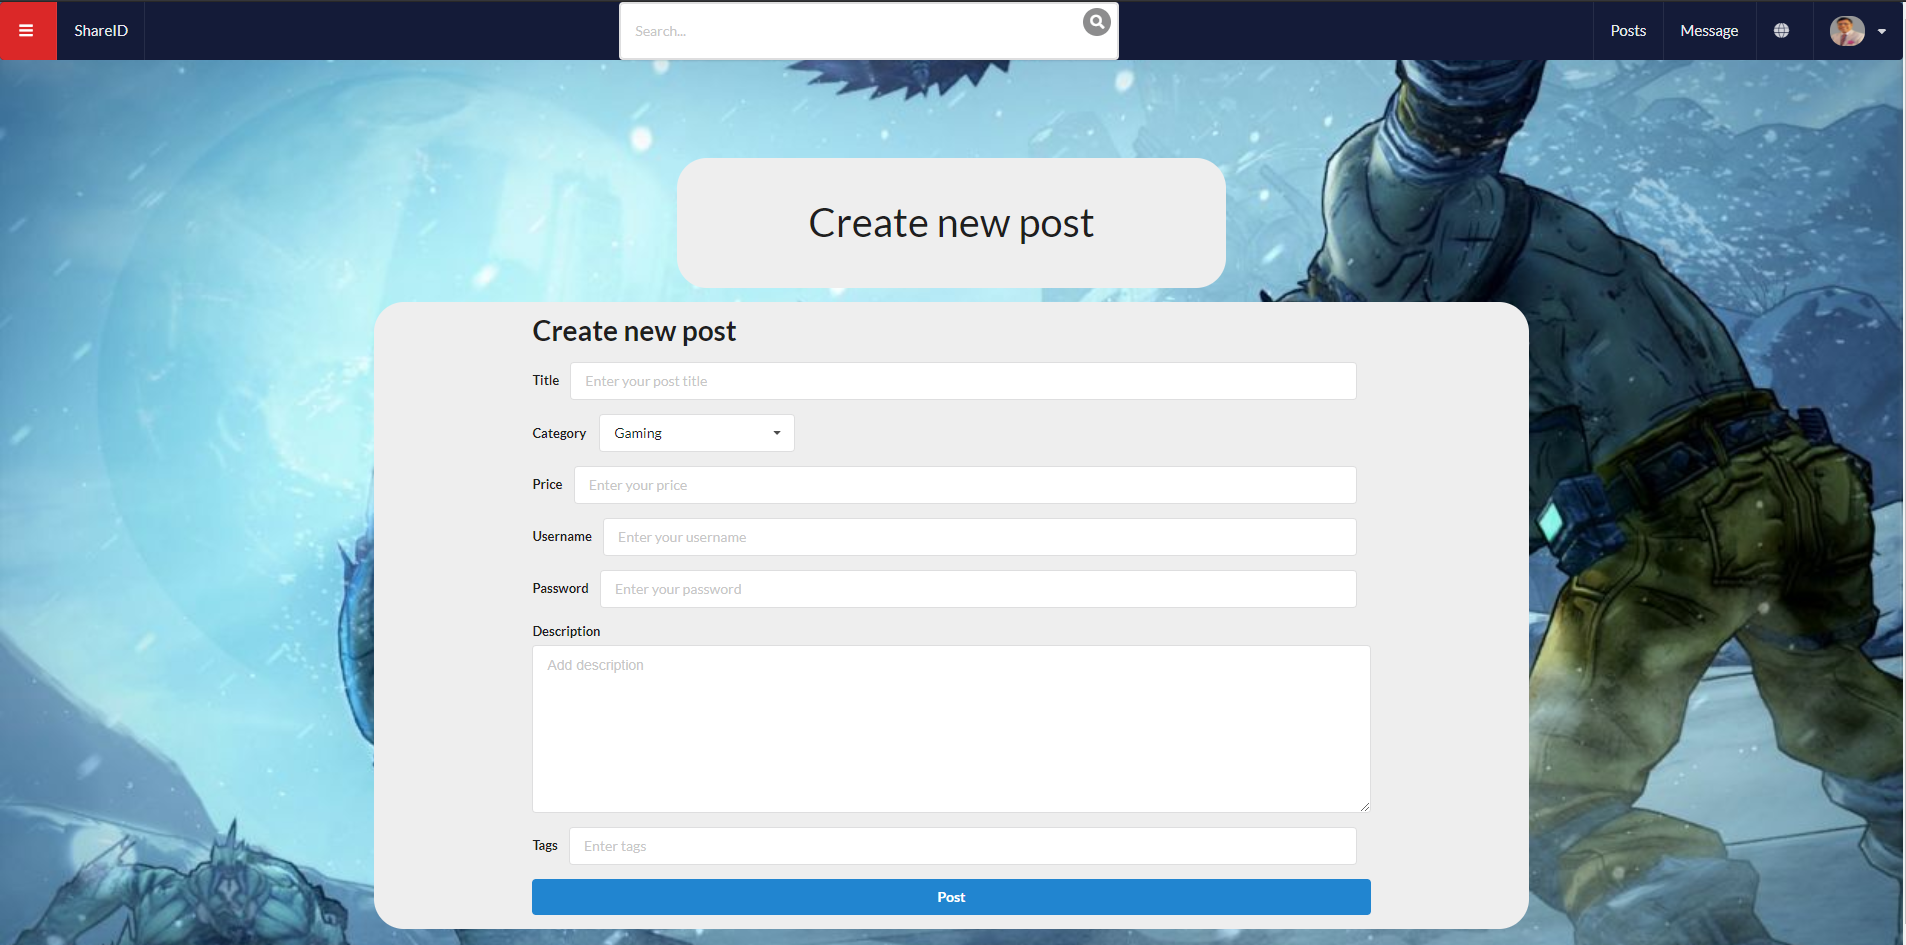 ShareID
Search...
Posts
Message
Create new post
Create new post
Title
Enter your post title
Category
Gaming
Price
Enter your price
Username
Enter your username
Password
Enter your password
Description
Add description
Tags
Enter tags
Post